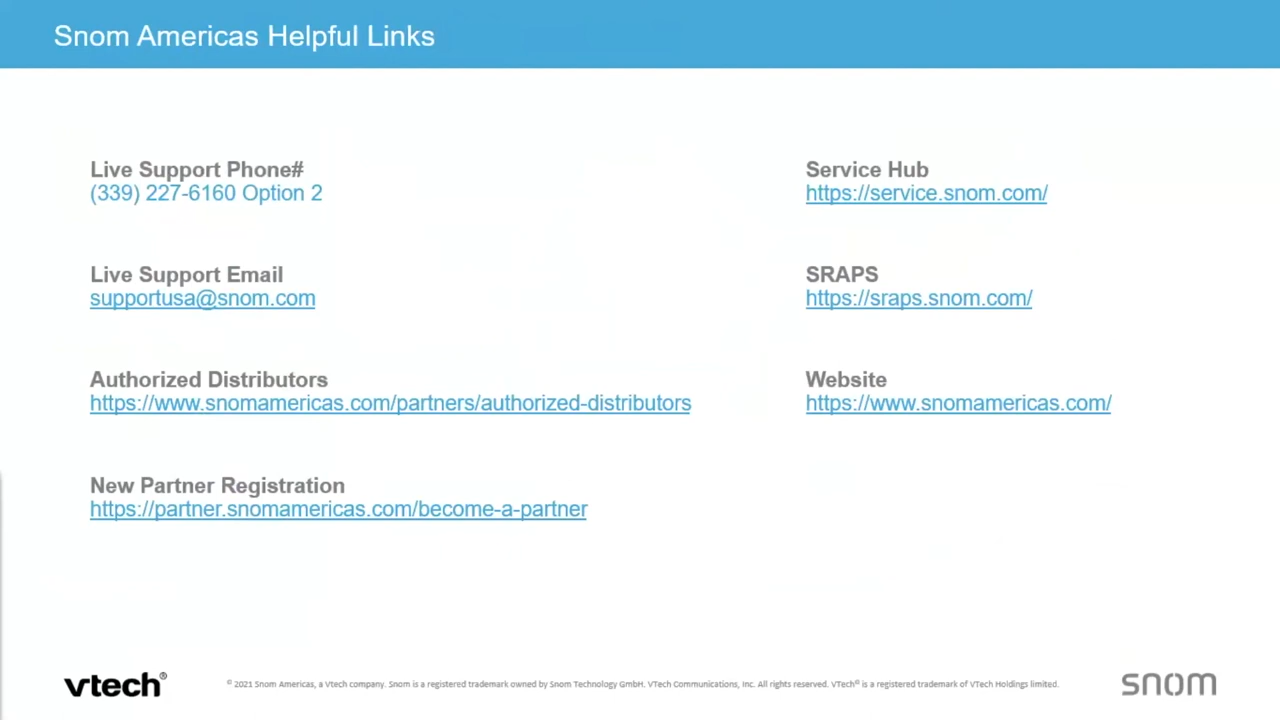 Snom Americas Helpful Links
Live Support Phone#
(339) 227-6160 Option 2
Live Support Email
supportusa@snom.com
Authorized Distributors
https://www.snomamericas.com/partners/authorized-distributors
New Partner Registration
https://partner.snomamericas.com/become-a-partner
Service Hub
https://service.snom.com/
SRAPS
https://sraps.snom.com/
Website
https://www.snomamericas.com/
vtech®
© 2021 Snom Americas, a Vtech company. Snom is a registered trademark owned by Snom Technology GmbH. VTech Communications, Inc. All rights reserved. VTech® is a registered trademark of VTech Holdings limited.
snom